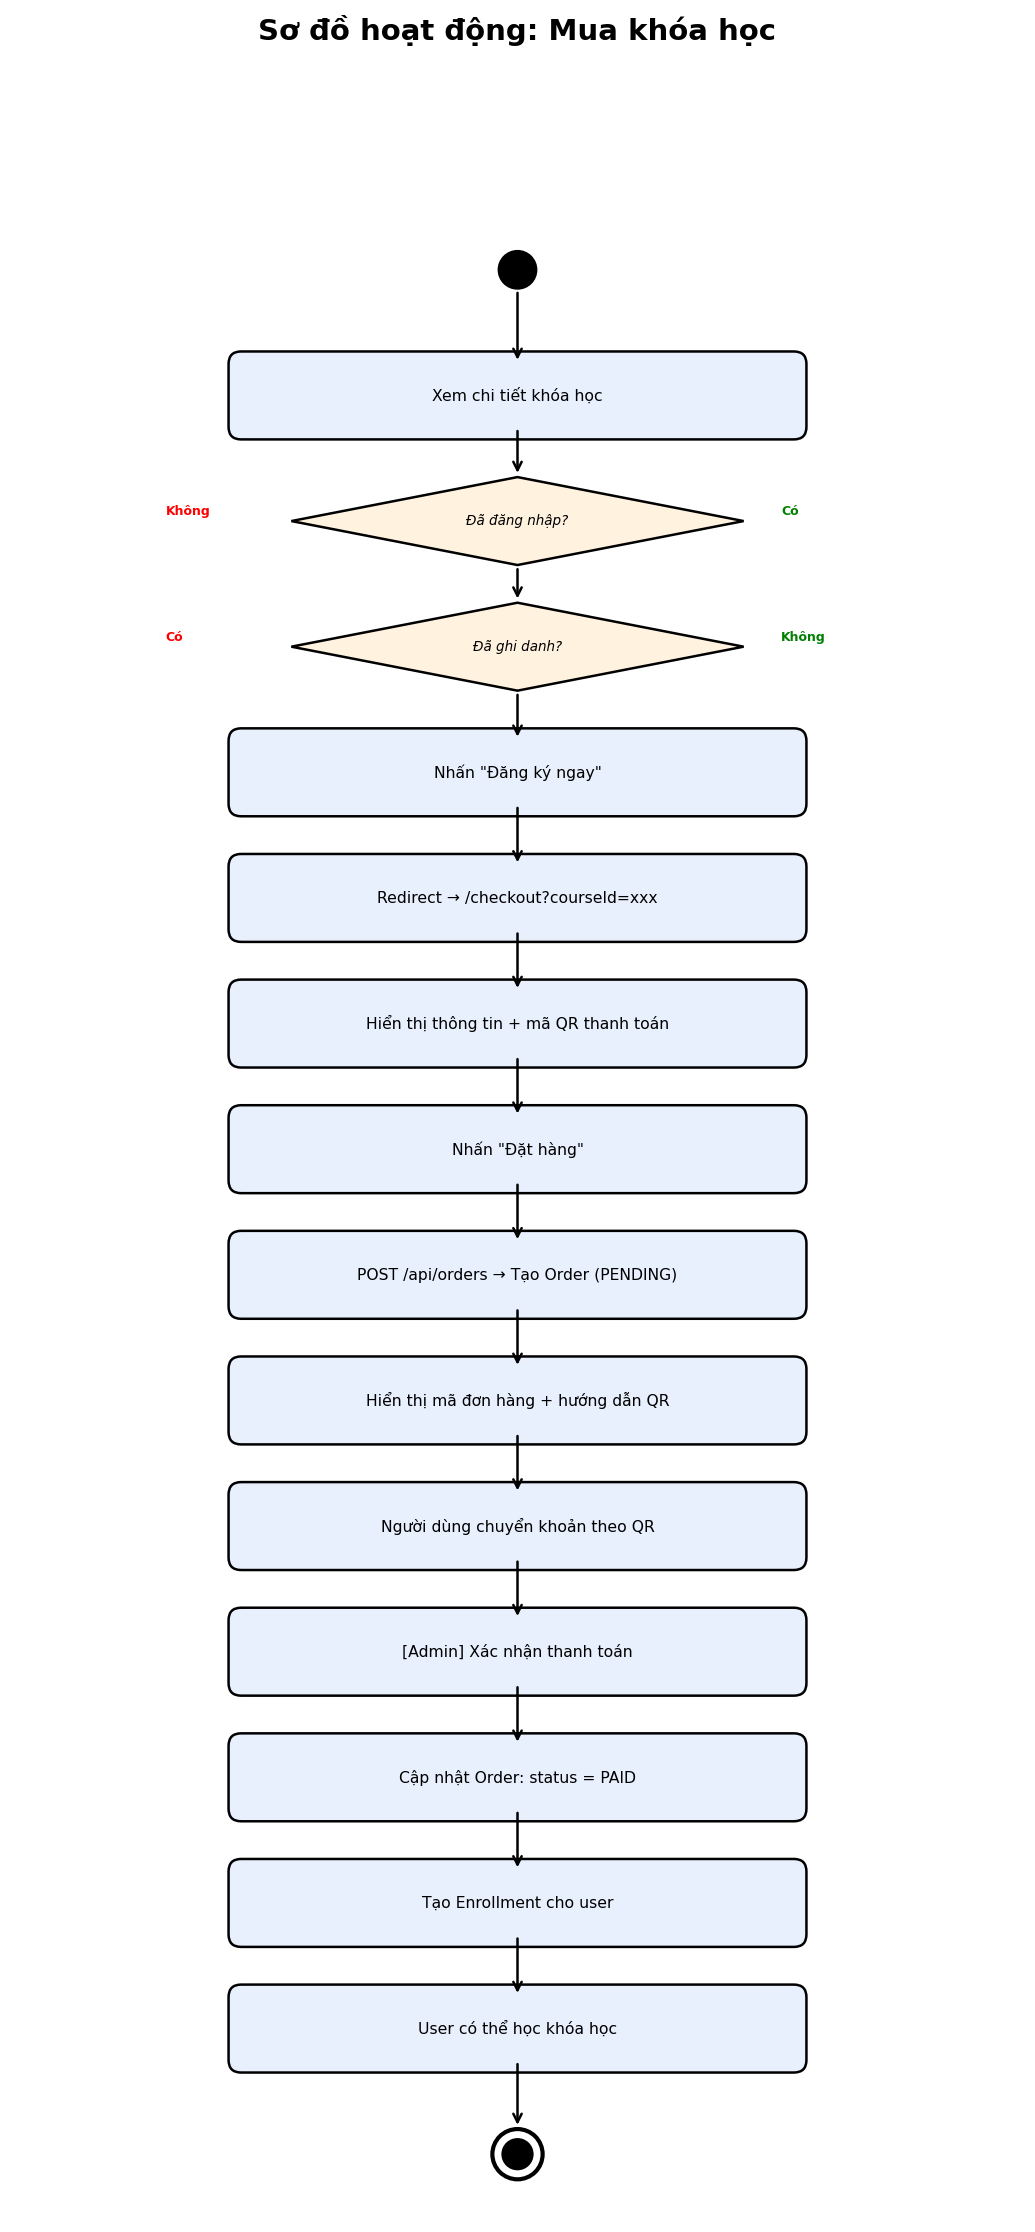 Sơ đồ hoạt động: Mua khóa học
Xem chi tiết khóa học
Không
Đã đăng nhập?
Có
Có
Đã ghi danh?
Không
Nhấn "Đăng ký ngay"
Redirect → /checkout?courseId=xxx
Hiển thị thông tin + mã QR thanh toán
Nhấn "Đặt hàng"
POST /api/orders → Tạo Order (PENDING)
Hiển thị mã đơn hàng + hướng dẫn QR
Người dùng chuyển khoản theo QR
[Admin] Xác nhận thanh toán
Cập nhật Order: status = PAID
Tạo Enrollment cho user
User có thể học khóa học